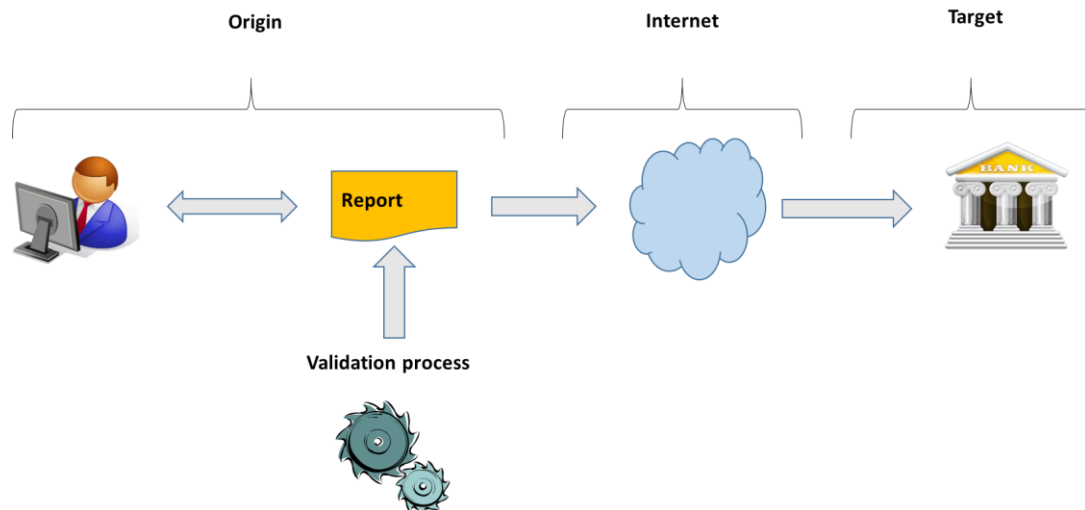 Origin
Internet
Target
BANK
Report
Validation process